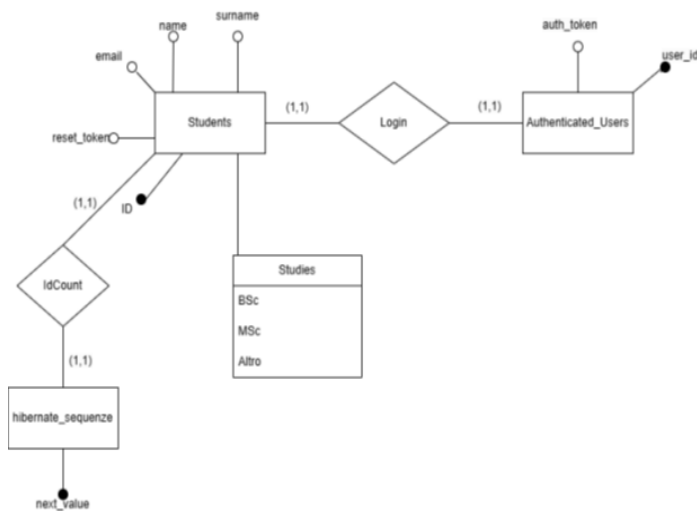 surname
name
auth_token
email
user_id
(1,1)
(1,1)
Students
Login
Authenticated_Users
reset_token
(1,1)
ID
Studies
IdCount
BSc
MSc
Altro
(1,1)
hibernate_sequenze
next_value